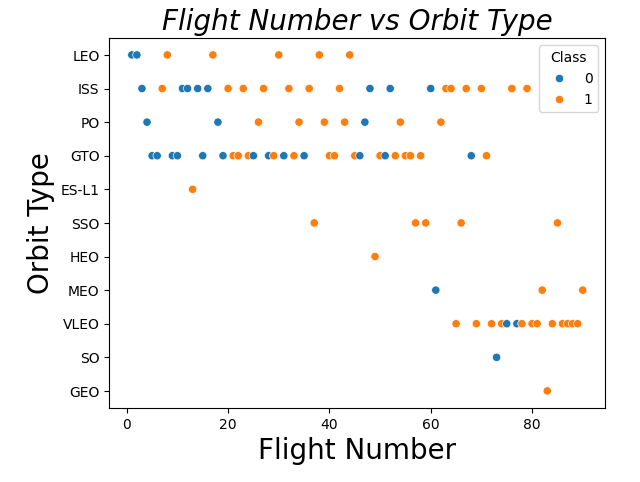 Flight Number vs Orbit Type
Orbit Type
LEO
ISS
PO
GTO
ES-L1
SSO
HEO
MEO
VLEO
SO
GEO
Class
0
1
0 20 40 60 80
Flight Number